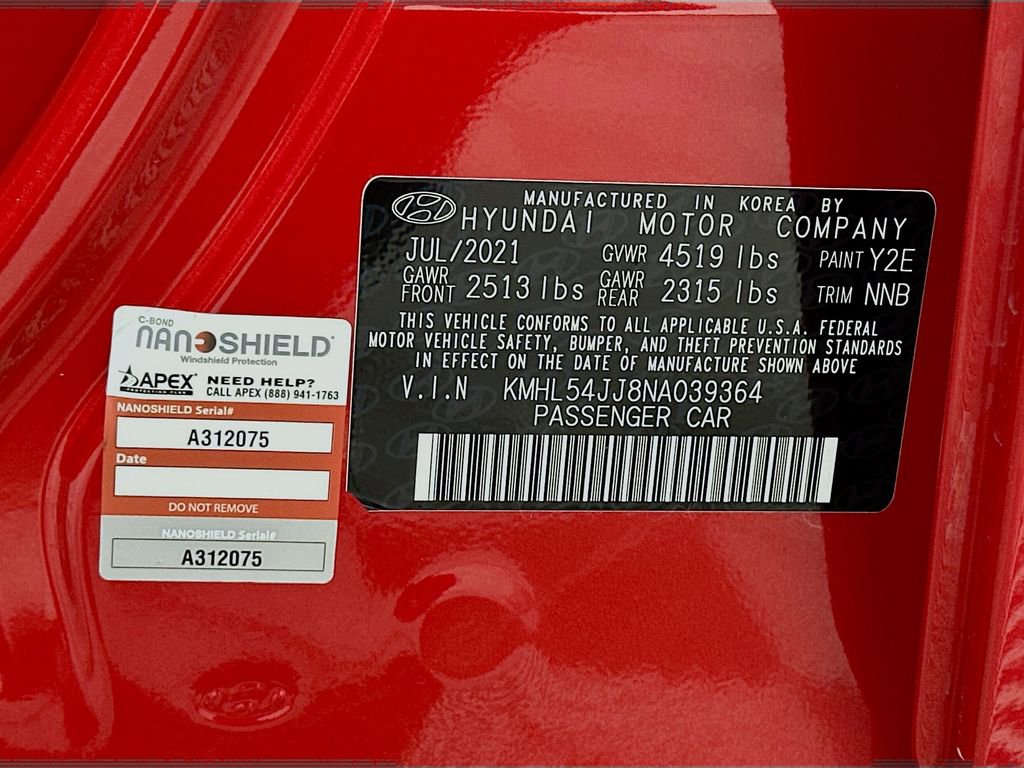 MANUFACTURED IN KOREA BY
HYUNDAI MOTOR COMPANY
JUL/2021 GVWR 4519 lbs PAINT Y2E
GAWR FRONT 2513 lbs GAWR REAR 2315 lbs TRIM NNB
THIS VEHICLE CONFORMS TO ALL APPLICABLE U.S.A. FEDERAL
MOTOR VEHICLE SAFETY, BUMPER, AND THEFT PREVENTION STANDARDS
IN EFFECT ON THE DATE OF MANUFACTURE SHOWN ABOVE
V.I.N KMHL54JJ8NA039364
PASSENGER CAR
C-BOND
NANOSHIELD
Windshield Protection
APEX NEED HELP?
PROTECTION PLUS CALL APEX (888) 941-1763
NANOSHIELD Serial#
A312075
Date
DO NOT REMOVE
NANOSHIELD Serial#
A312075